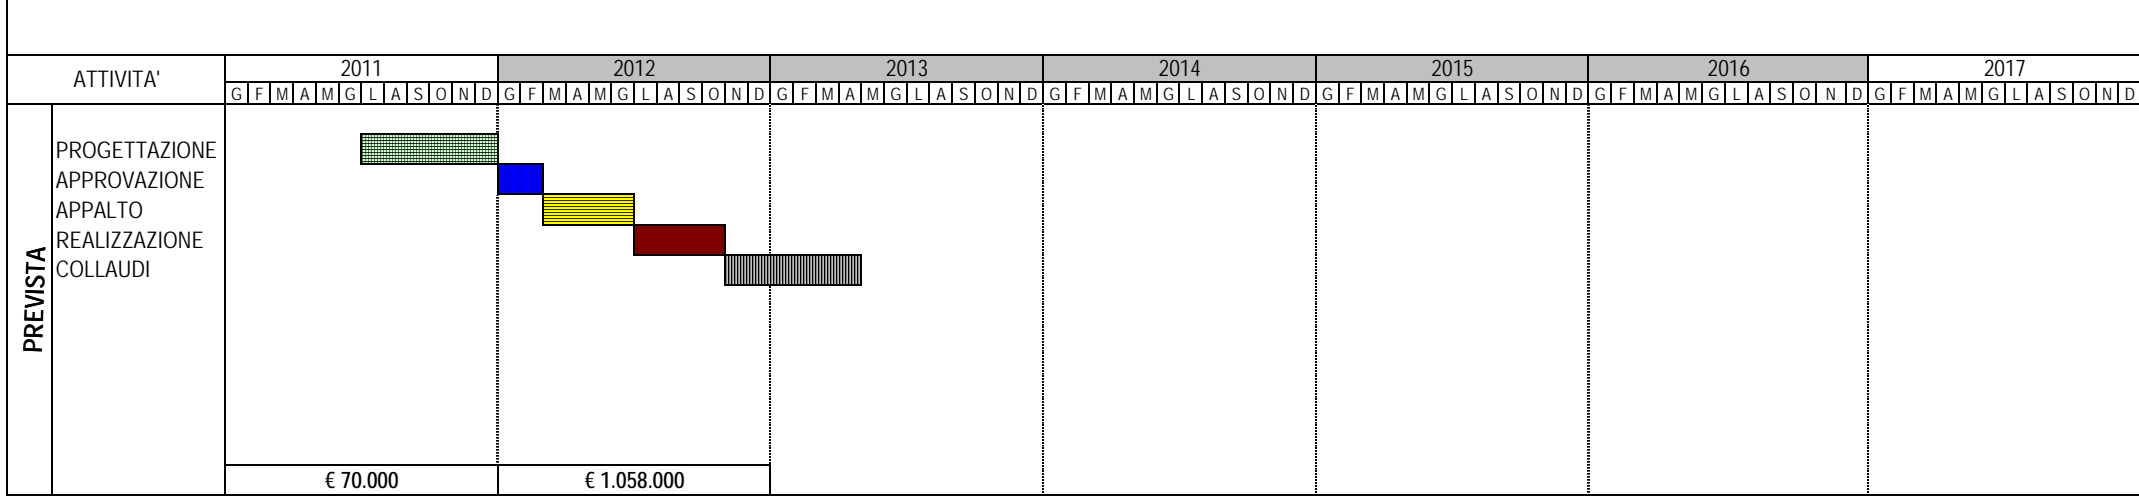 ATTIVITA' 2011 2012 2013 2014 2015 2016 2017
G F M A M G L A S O N D G F M A M G L A S O N D G F M A M G L A S O N D G F M A M G L A S O N D G F M A M G L A S O N D G F M A M G L A S O N D G F M A M G L A S O N D
PREVISTA
PROGETTAZIONE
APPROVAZIONE
APPALTO
REALIZZAZIONE
COLLAUDI
€ 70.000 € 1.058.000